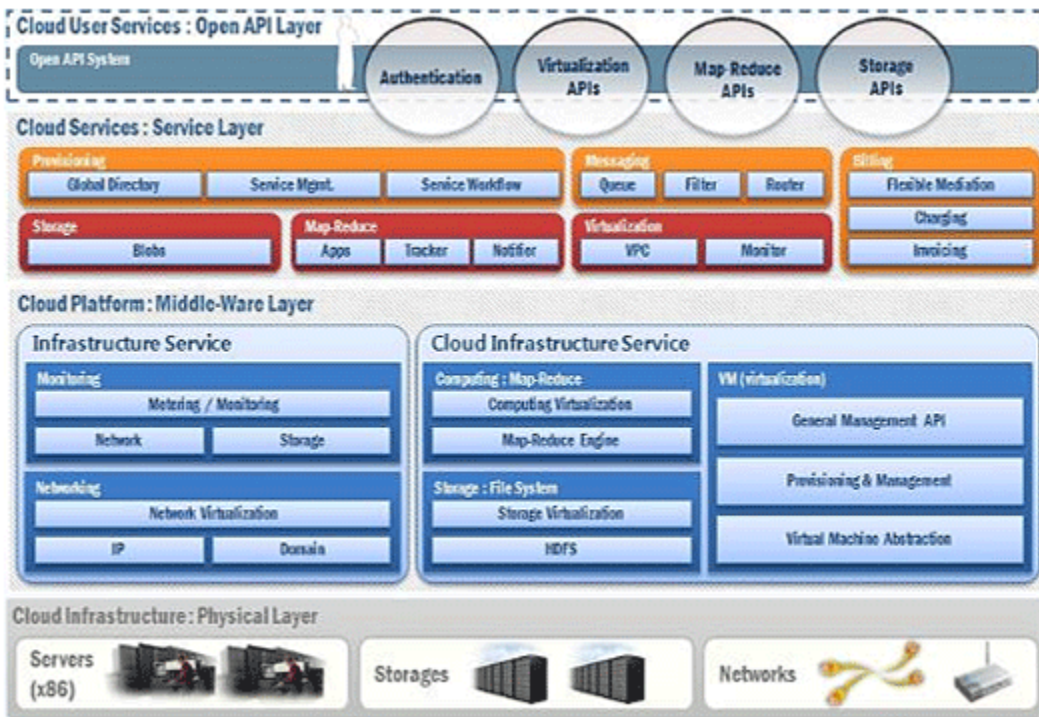 Cloud User Services : Open API Layer
Open API System
Authentication
Virtualization
APIs
Map-Reduce
APIs
Storage
APIs
Cloud Services : Service Layer
Provisioning
Global Directory
Service Mgmt.
Service Workflow
Messaging
Queue
Filter
Router
Billing
Flexible Mediation
Charging
Invoicing
Storage
Blobs
Map-Reduce
Apps
Tracker
Notifier
Virtualization
VPC
Monitor
Cloud Platform : Middle-Ware Layer
Infrastructure Service
Monitoring
Metering / Monitoring
Network
Storage
Networking
Network Virtualization
IP
Domain
Cloud Infrastructure Service
Computing : Map-Reduce
Computing Virtualization
Map-Reduce Engine
Storage : File System
Storage Virtualization
HDFS
VM (virtualization)
General Management API
Provisioning & Management
Virtual Machine Abstraction
Cloud Infrastructure : Physical Layer
Servers
(x86)
Storages
Networks